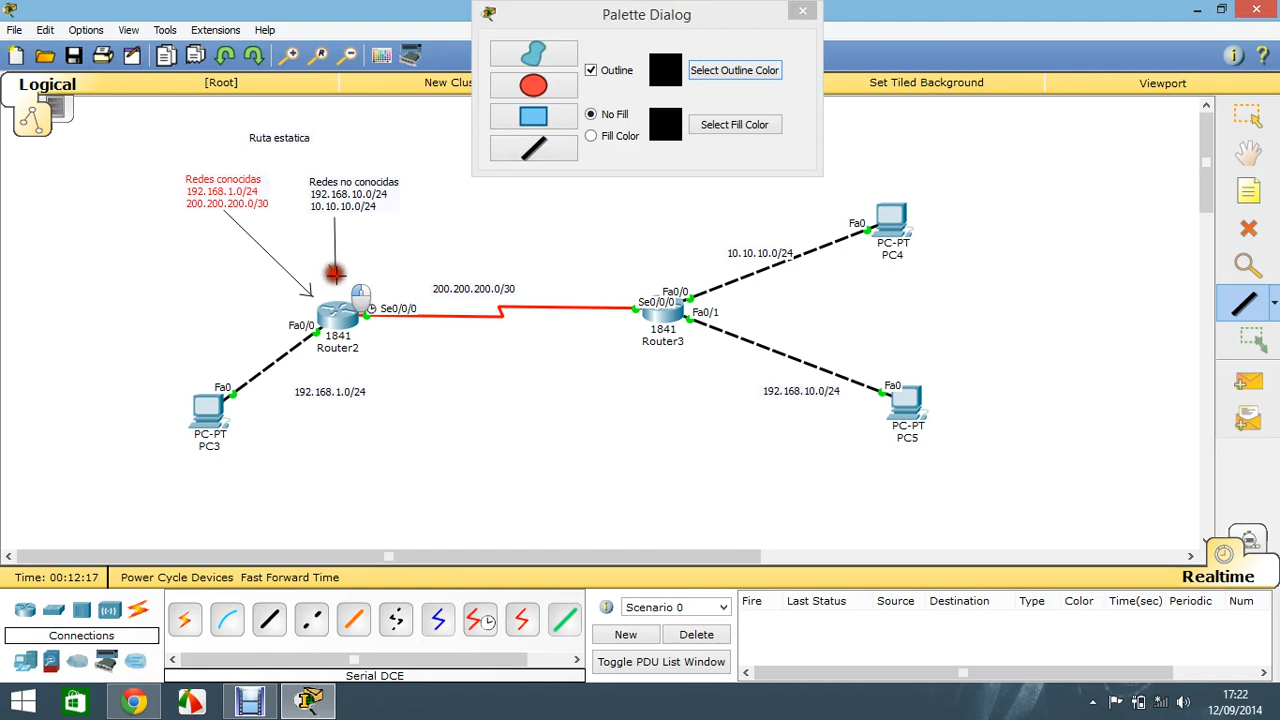 Palette Dialog
File Edit Options View Tools Extensions Help
Outline
Select Outline Color
No Fill
Fill Color
Select Fill Color
Logical
[Root]
New Clus
Set Tiled Background
Viewport
Ruta estatica
Redes conocidas
192.168.1.0/24
200.200.200.0/30
Redes no conocidas
192.168.10.0/24
10.10.10.0/24
Fa0
PC-PT
PC4
10.10.10.0/24
200.200.200.0/30
Se0/0/0
Fa0/0
1841
Router2
Fa0/0
Se0/0/0
Fa0/1
1841
Router3
Fa0
PC-PT
PC3
192.168.1.0/24
192.168.10.0/24
Fa0
PC-PT
PC5
Time: 00:12:17
Power Cycle Devices Fast Forward Time
Realtime
Connections
Serial DCE
Scenario 0
New
Delete
Toggle PDU List Window
Fire Last Status Source Destination Type Color Time(sec) Periodic Num
17:22
12/09/2014